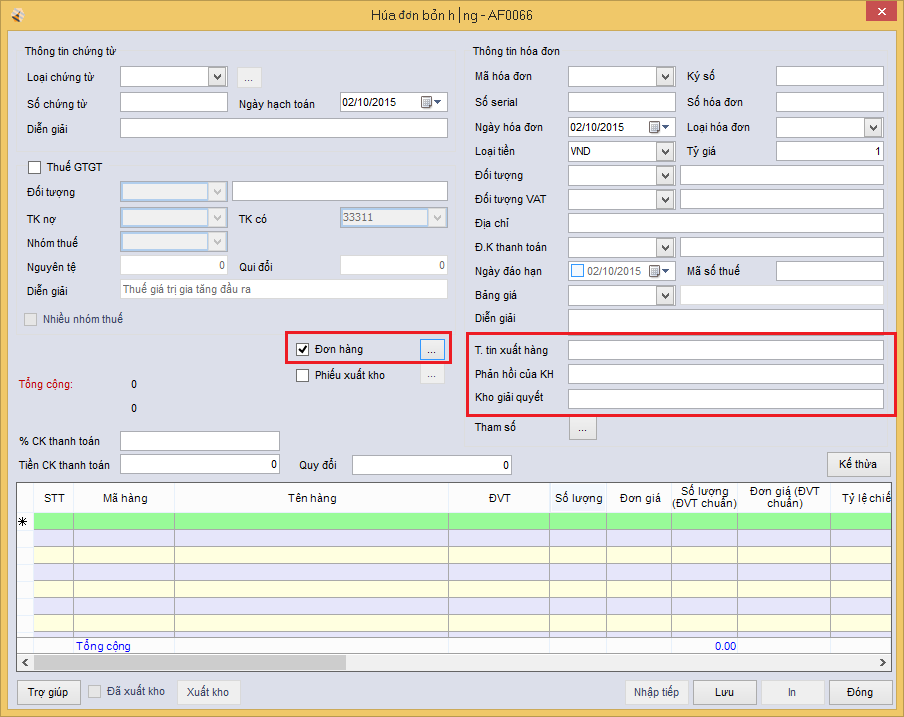 Húa đơn bỏn h│ng - AF0066
Thông tin chứng từ
Loại chứng từ
...
Số chứng từ
Ngày hạch toán
02/10/2015
Diễn giải
Thuế GTGT
Đối tượng
TK nợ
TK có
33311
Nhóm thuế
Nguyên tệ
0
Qui đổi
0
Diễn giải
Thuế giá trị gia tăng đầu ra
Nhiều nhóm thuế
Đơn hàng
...
Phiếu xuất kho
...
Tổng cộng:
0
0
% CK thanh toán
Tiền CK thanh toán
0
Quy đổi
0
Thông tin hóa đơn
Mã hóa đơn
Ký số
Số serial
Số hóa đơn
Ngày hóa đơn
02/10/2015
Loại hóa đơn
Loại tiền
VND
Tỷ giá
1
Đối tượng
Đối tượng VAT
Địa chỉ
Đ.K thanh toán
Ngày đáo hạn
02/10/2015
Mã số thuế
Bảng giá
Diễn giải
T. tin xuất hàng
Phản hồi của KH
Kho giải quyết
Tham số
...
Kế thừa
STT
Mã hàng
Tên hàng
ĐVT
Số lượng
Đơn giá
Số lượng
(ĐVT chuẩn)
Đơn giá (ĐVT
chuẩn)
Tỷ lệ chiế
Tổng cộng
0.00
Trợ giúp
Đã xuất kho
Xuất kho
Nhập tiếp
Lưu
In
Đóng